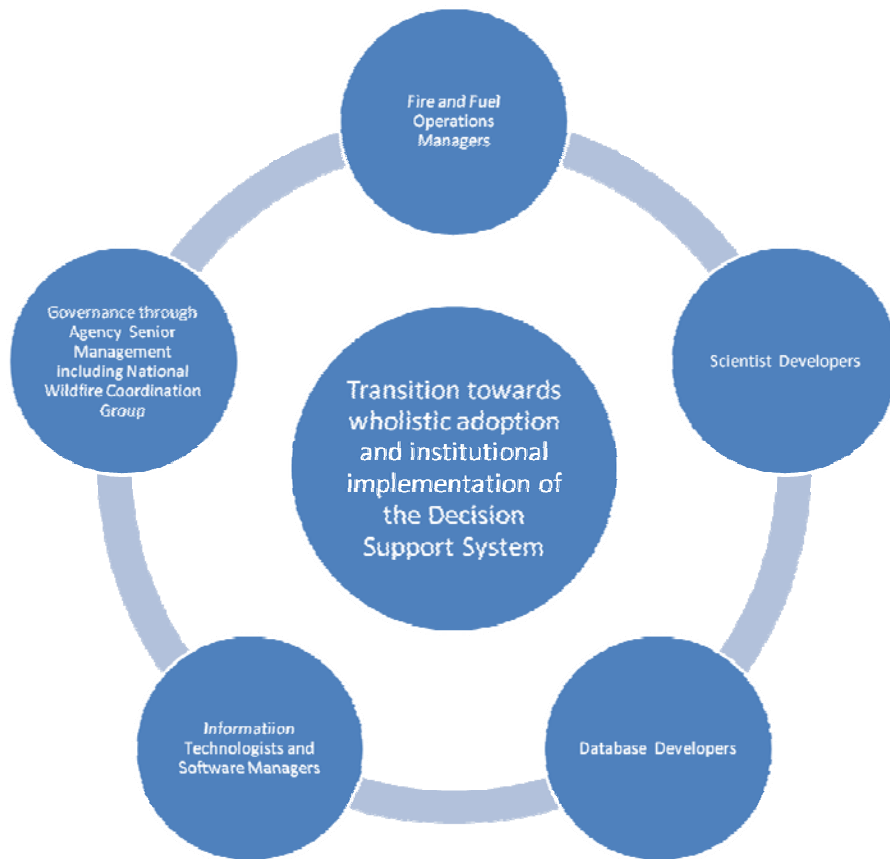 Fire and Fuel
Operations
Managers
Governance through
Agency Senior
Management
including National
Wildfire Coordination
Group
Scientist Developers
Transition towards
wholistic adoption
and institutional
implementation of
the Decision
Support System
Informatiion
Technologists and
Software Managers
Database Developers